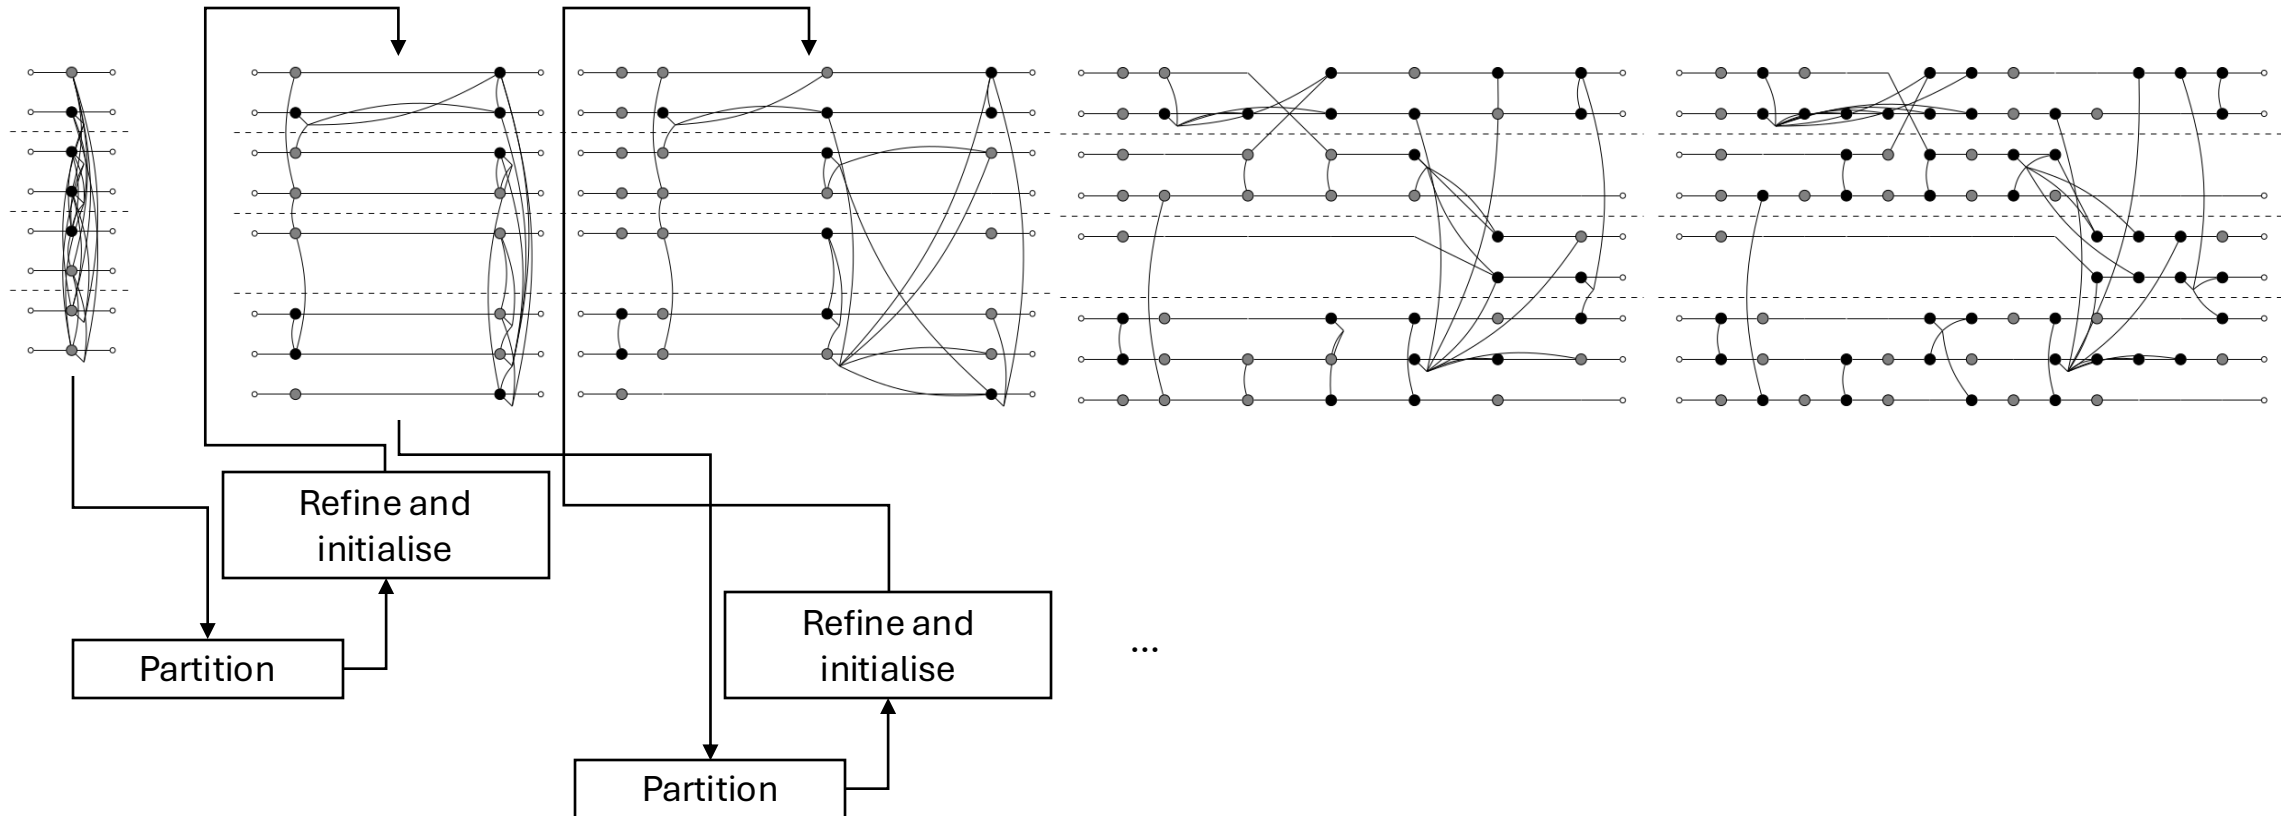 Refine and
initialise
Partition
Refine and
initialise
...
Partition